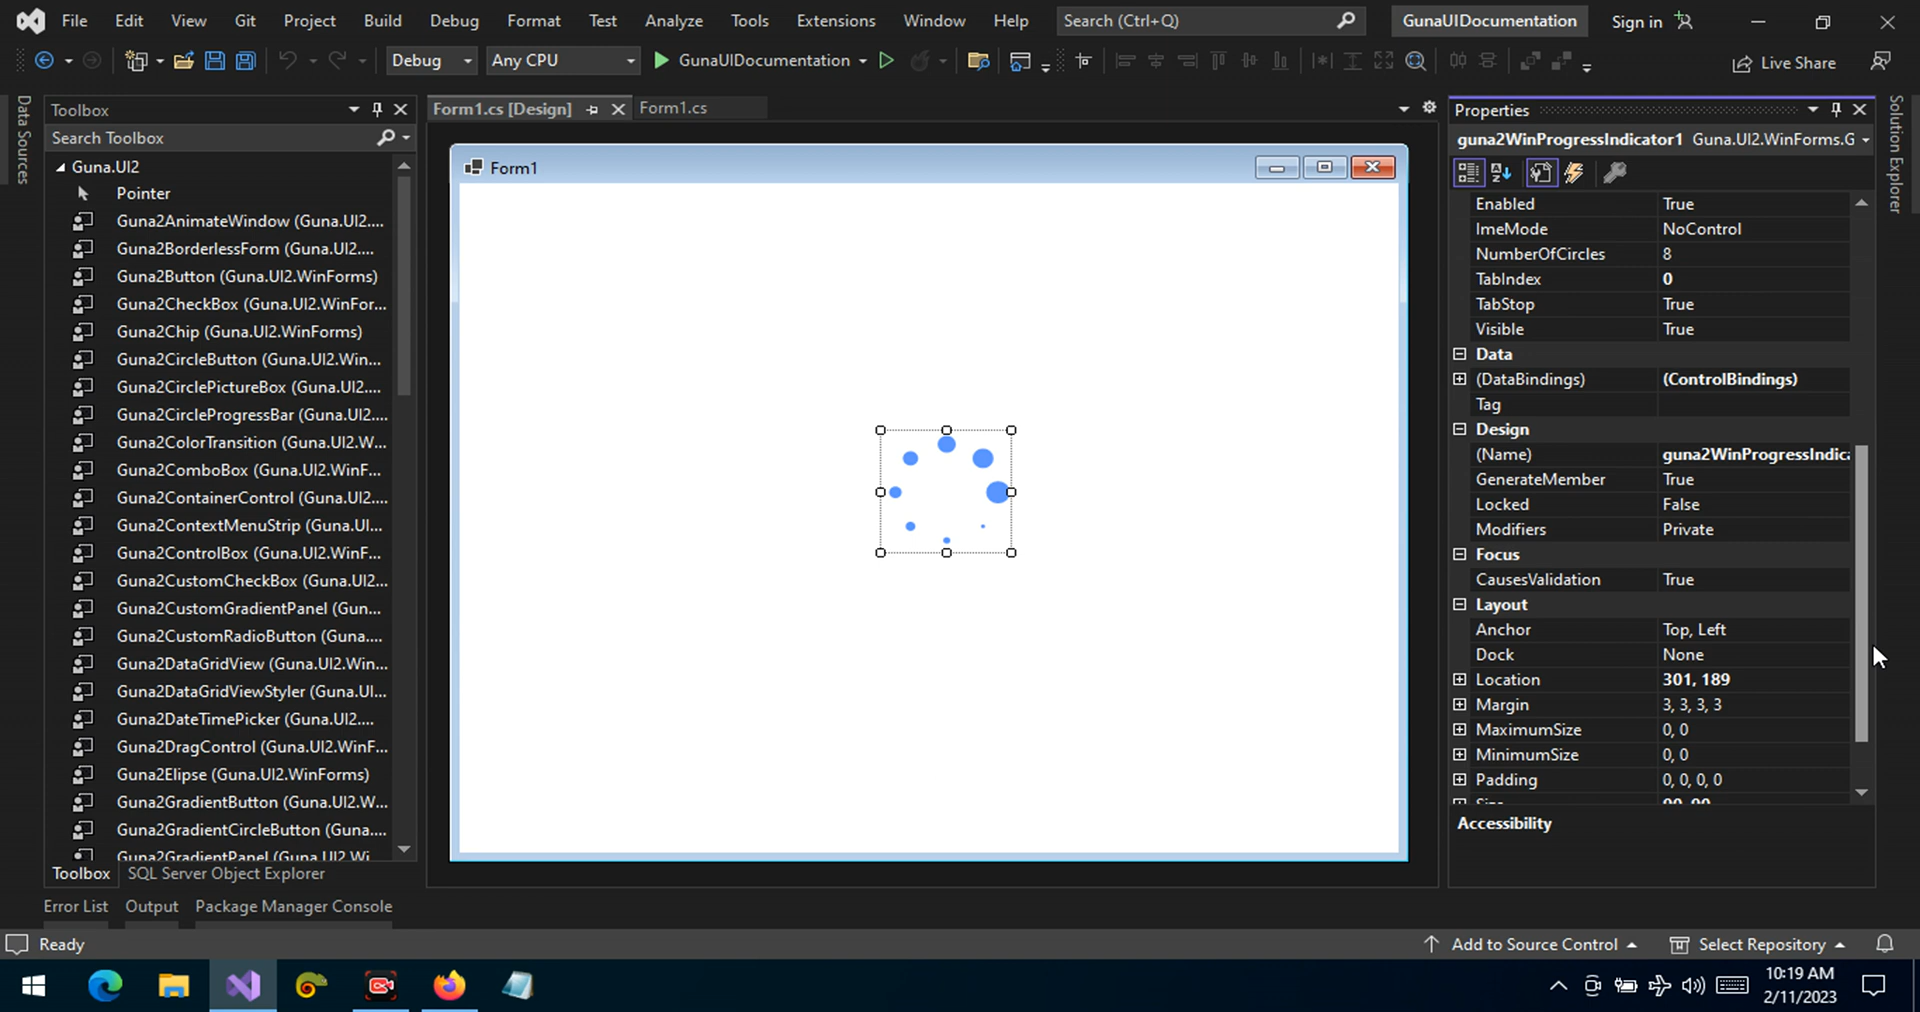 File Edit View Git Project Build Debug Format Test Analyze Tools Extensions Window Help Search (Ctrl+Q) GunaUIDocumentation Sign in
Debug Any CPU GunaUIDocumentation Live Share
Data Sources
Toolbox
Search Toolbox
Guna.UI2
Pointer
Guna2AnimateWindow (Guna.UI2....
Guna2BorderlessForm (Guna.UI2....
Guna2Button (Guna.UI2.WinForms)
Guna2CheckBox (Guna.UI2.WinFor...
Guna2Chip (Guna.UI2.WinForms)
Guna2CircleButton (Guna.UI2.Win...
Guna2CirclePictureBox (Guna.UI2....
Guna2CircleProgressBar (Guna.UI2....
Guna2ColorTransition (Guna.UI2.W...
Guna2ComboBox (Guna.UI2.WinF...
Guna2ContainerControl (Guna.UI2....
Guna2ContextMenuStrip (Guna.UI...
Guna2ControlBox (Guna.UI2.WinF...
Guna2CustomCheckBox (Guna.UI2...
Guna2CustomGradientPanel (Gun...
Guna2CustomRadioButton (Guna....
Guna2DataGridView (Guna.UI2.Win...
Guna2DataGridViewStyler (Guna.UI...
Guna2DateTimePicker (Guna.UI2....
Guna2DragControl (Guna.UI2.WinF...
Guna2Elipse (Guna.UI2.WinForms)
Guna2GradientButton (Guna.UI2.W...
Guna2GradientCircleButton (Guna....
Guna2GradientPanel (Guna.UI2.Wi
Toolbox SQL Server Object Explorer
Form1.cs [Design] Form1.cs
Form1
Properties
guna2WinProgressIndicator1 Guna.UI2.WinForms.G
Enabled True
ImeMode NoControl
NumberOfCircles 8
TabIndex 0
TabStop True
Visible True
Data
(DataBindings) (ControlBindings)
Tag
Design
(Name) guna2WinProgressIndica
GenerateMember True
Locked False
Modifiers Private
Focus
CausesValidation True
Layout
Anchor Top, Left
Dock None
Location 301, 189
Margin 3, 3, 3, 3
MaximumSize 0, 0
MinimumSize 0, 0
Padding 0, 0, 0, 0
Size 90, 90
Accessibility
Solution Explorer
Error List Output Package Manager Console
Ready Add to Source Control Select Repository
10:19 AM
2/11/2023